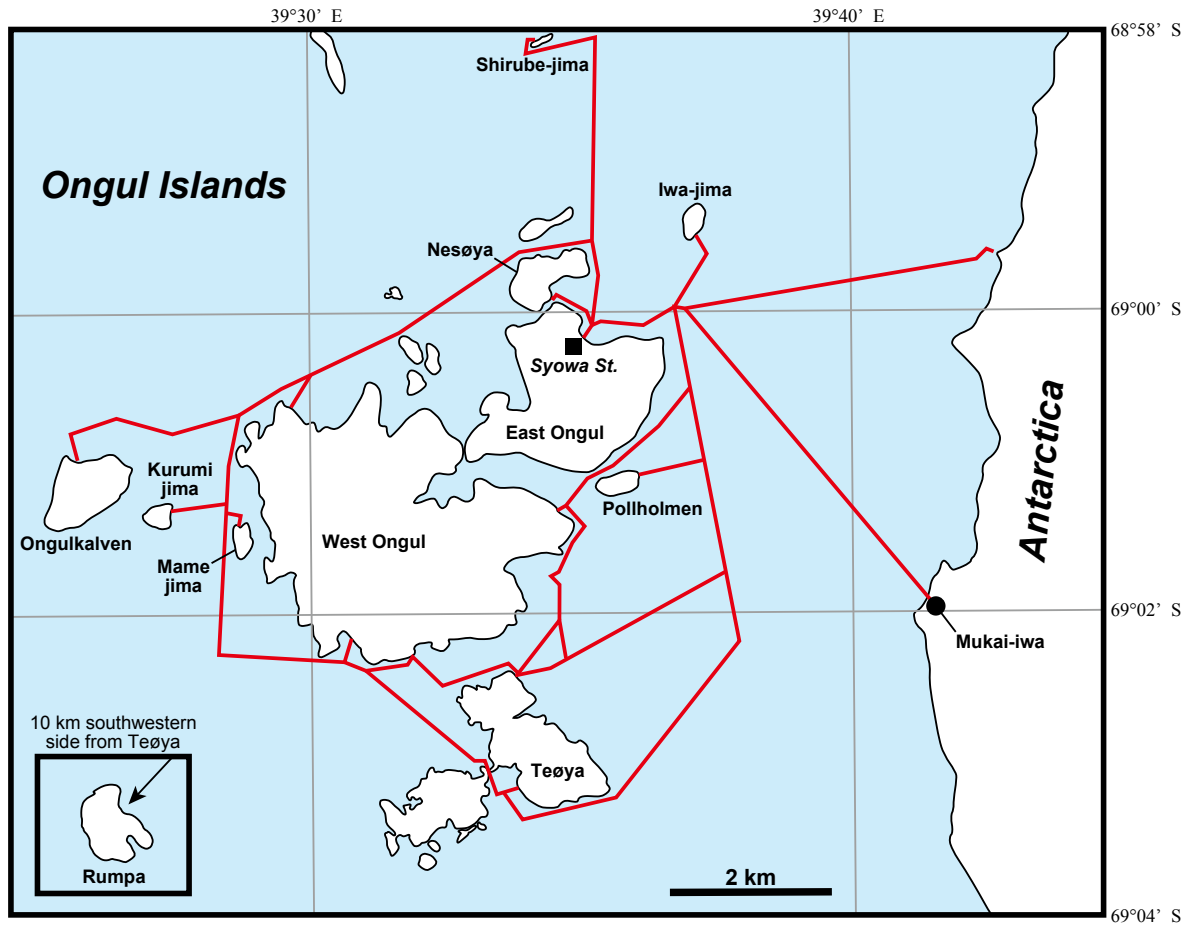 39°30' E
39°40' E
68°58' S
Shirube-jima
Ongul Islands
Iwa-jima
Nesøya
69°00' S
Syowa St.
East Ongul
Kurumi
jima
Pollholmen
Ongulkalven
West Ongul
Mame
jima
Antarctica
69°02' S
Mukai-iwa
10 km southwestern
side from Teøya
Teøya
Rumpa
2 km
69°04' S